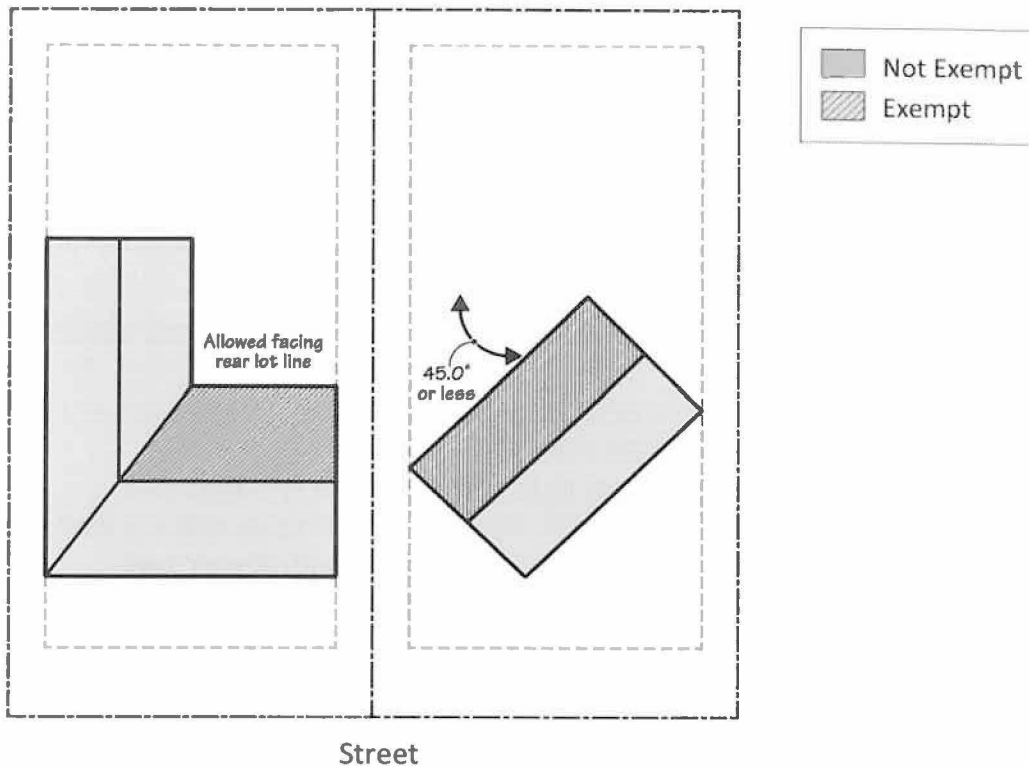 Not Exempt
Exempt
Allowed facing
rear lot line
45.0°
or less
Street